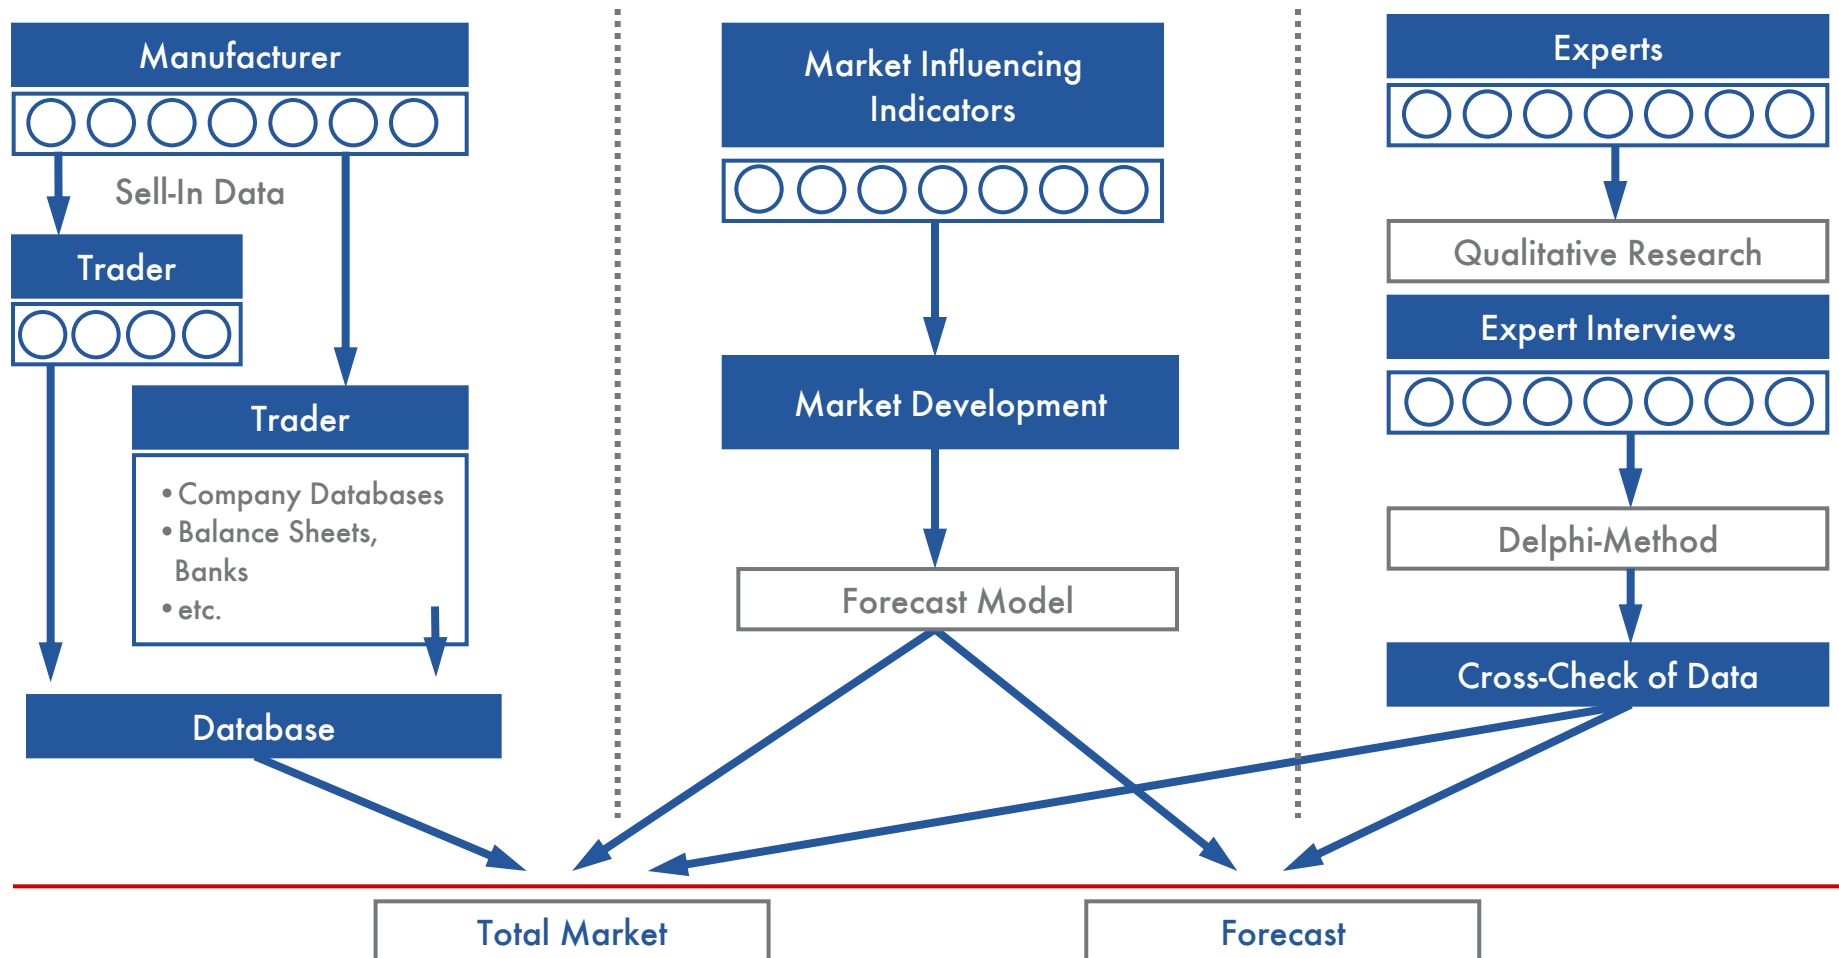 Manufacturer
Sell-In Data
Trader
Trader
•Company Databases
•Balance Sheets,
Banks
•etc.
Database
Market Influencing
Indicators
Market Development
Forecast Model
Experts
Qualitative Research
Expert Interviews
Delphi-Method
Cross-Check of Data
Total Market
Forecast